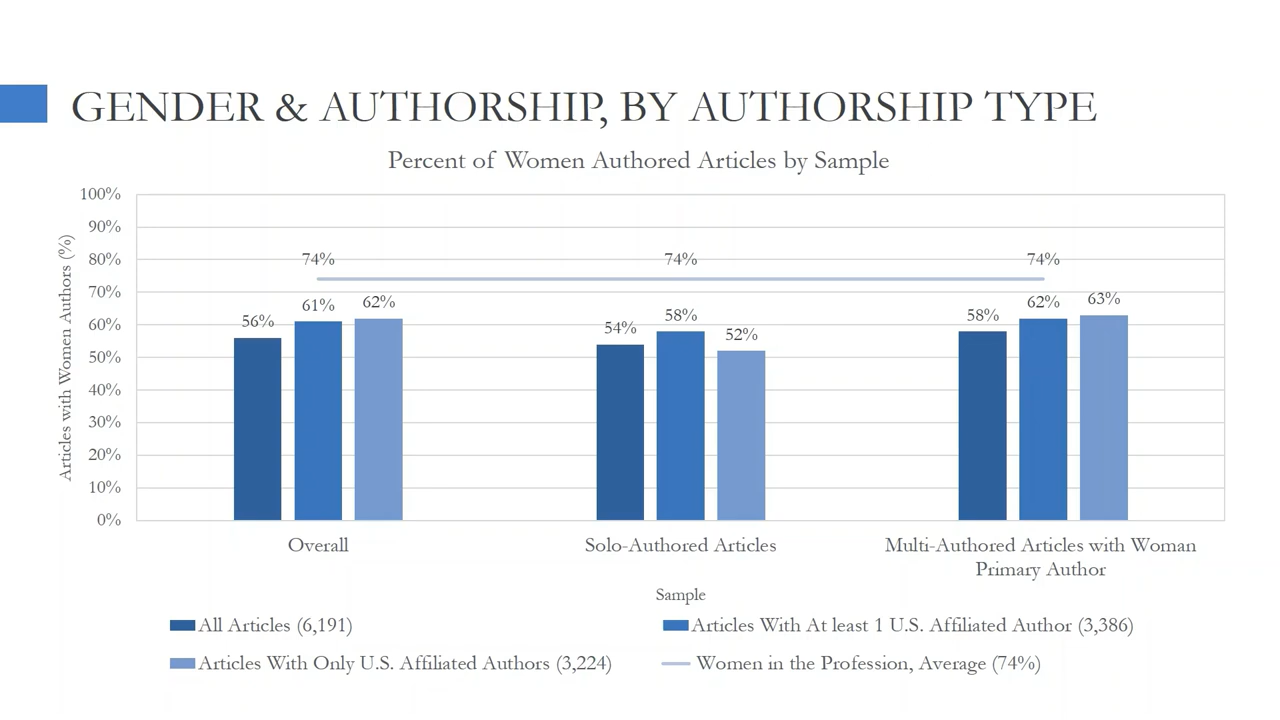 GENDER & AUTHORSHIP, BY AUTHORSHIP TYPE
Percent of Women Authored Articles by Sample
Articles with Women Authors (%)
100%
90%
80%
70%
60%
50%
40%
30%
20%
10%
0%
74% 74% 74%
56% 61% 62%
54% 58% 52%
58% 62% 63%
Overall
Solo-Authored Articles
Multi-Authored Articles with Woman
Primary Author
Sample
All Articles (6,191)
Articles With At least 1 U.S. Affiliated Author (3,386)
Articles With Only U.S. Affiliated Authors (3,224)
Women in the Profession, Average (74%)